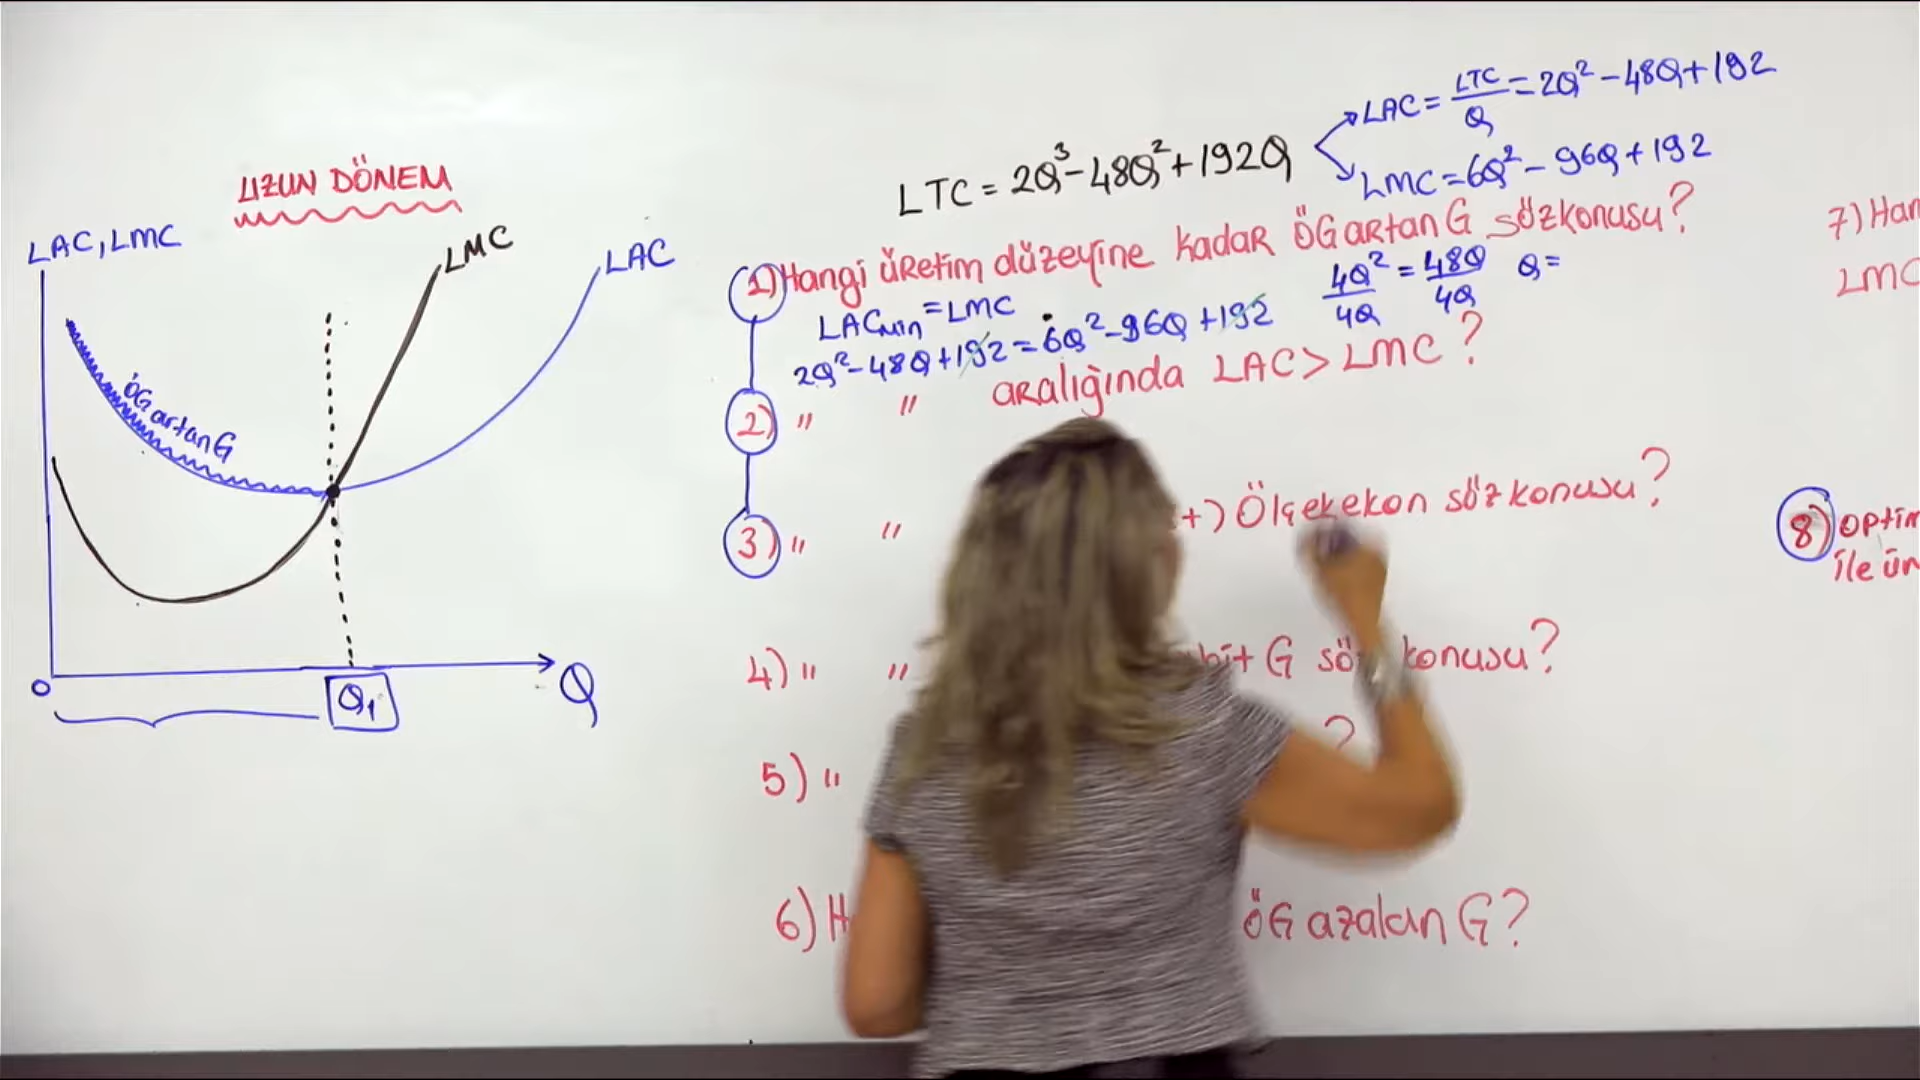 UZUN DÖNEM
LAC, LMC
LMC
LAC
ÖG artan G
0
Q₁
Q
LTC = 2Q³-48Q²+192Q
LAC = LTC/Q = 2Q²-48Q+192
LMC = 6Q²-96Q+192
1) Hangi üretim düzeyine kadar ÖG artan G sözkonusu?
LACmin = LMC
2Q²-48Q+192 = 6Q²-96Q+192
4Q²/4Q = 48Q/4Q Q =
2) " " aralığında LAC > LMC ?
3) " " +) Ölçekekon sözkonusu?
4) " " G sözkonusu?
5) " ?
6) H ÖG azalan G?
7) Han
LMC
8) optim
ile ür